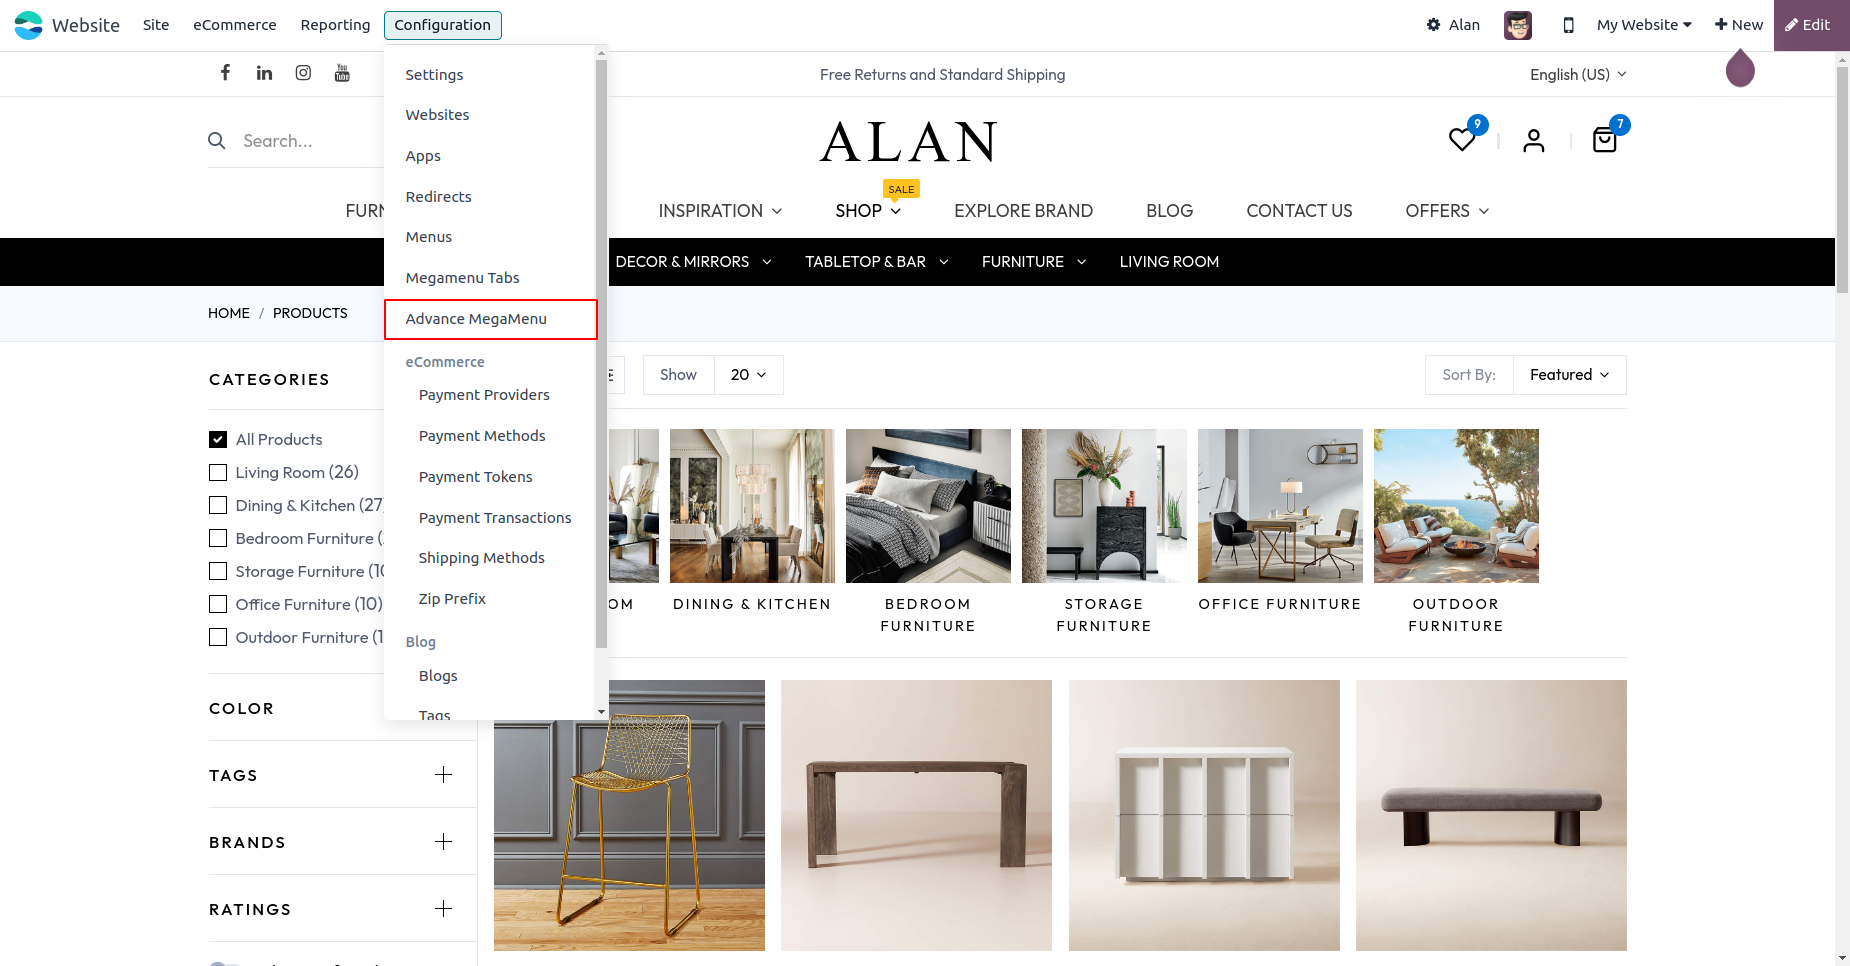 Website Site eCommerce Reporting Configuration Alan My Website New Edit
You Tube Free Returns and Standard Shipping English (US)
Search... ALAN 9 7
SALE
FURN INSPIRATION SHOP EXPLORE BRAND BLOG CONTACT US OFFERS
DECOR & MIRRORS TABLETOP & BAR FURNITURE LIVING ROOM
HOME / PRODUCTS
Settings
Websites
Apps
Redirects
Menus
Megamenu Tabs
Advance MegaMenu
eCommerce
Payment Providers
Payment Methods
Payment Tokens
Payment Transactions
Shipping Methods
Zip Prefix
Blog
Blogs
Tags
Show 20 Sort By: Featured
CATEGORIES
All Products
Living Room (26)
Dining & Kitchen (27)
Bedroom Furniture (
Storage Furniture (10
Office Furniture (10)
Outdoor Furniture (1
COLOR
TAGS
BRANDS
RATINGS
OM DINING & KITCHEN BEDROOM FURNITURE STORAGE FURNITURE OFFICE FURNITURE OUTDOOR FURNITURE